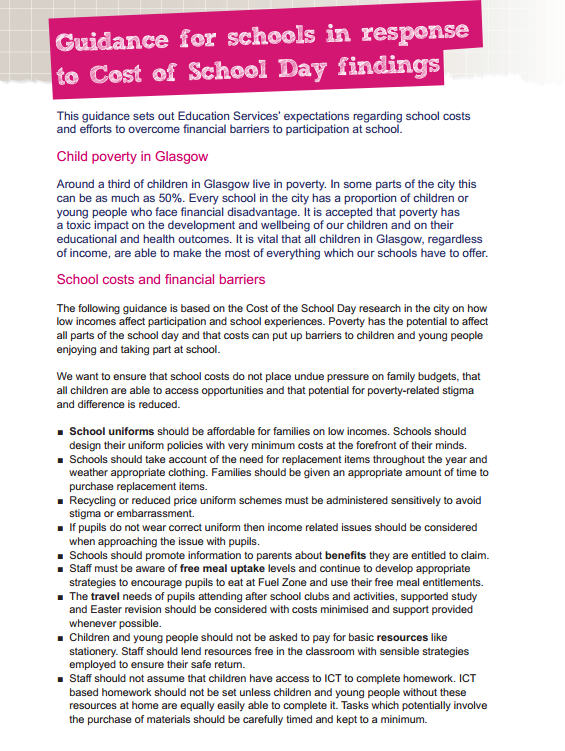 Guidance for schools in response
to Cost of School Day findings
This guidance sets out Education Services' expectations regarding school costs
and efforts to overcome financial barriers to participation at school.
Child poverty in Glasgow
Around a third of children in Glasgow live in poverty. In some parts of the city this
can be as much as 50%. Every school in the city has a proportion of children or
young people who face financial disadvantage. It is accepted that poverty has
a toxic impact on the development and wellbeing of our children and on their
educational and health outcomes. It is vital that all children in Glasgow, regardless
of income, are able to make the most of everything which our schools have to offer.
School costs and financial barriers
The following guidance is based on the Cost of the School Day research in the city on how
low incomes affect participation and school experiences. Poverty has the potential to affect
all parts of the school day and that costs can put up barriers to children and young people
enjoying and taking part at school.
We want to ensure that school costs do not place undue pressure on family budgets, that
all children are able to access opportunities and that potential for poverty-related stigma
and difference is reduced.
■ School uniforms should be affordable for families on low incomes. Schools should
design their uniform policies with very minimum costs at the forefront of their minds.
■ Schools should take account of the need for replacement items throughout the year and
weather appropriate clothing. Families should be given an appropriate amount of time to
purchase replacement items.
■ Recycling or reduced price uniform schemes must be administered sensitively to avoid
stigma or embarrassment.
■ If pupils do not wear correct uniform then income related issues should be considered
when approaching the issue with pupils.
■ Schools should promote information to parents about benefits they are entitled to claim.
■ Staff must be aware of free meal uptake levels and continue to develop appropriate
strategies to encourage pupils to eat at Fuel Zone and use their free meal entitlements.
■ The travel needs of pupils attending after school clubs and activities, supported study
and Easter revision should be considered with costs minimised and support provided
whenever possible.
■ Children and young people should not be asked to pay for basic resources like
stationery. Staff should lend resources free in the classroom with sensible strategies
employed to ensure their safe return.
■ Staff should not assume that children have access to ICT to complete homework. ICT
based homework should not be set unless children and young people without these
resources at home are equally easily able to complete it. Tasks which potentially involve
the purchase of materials should be carefully timed and kept to a minimum.